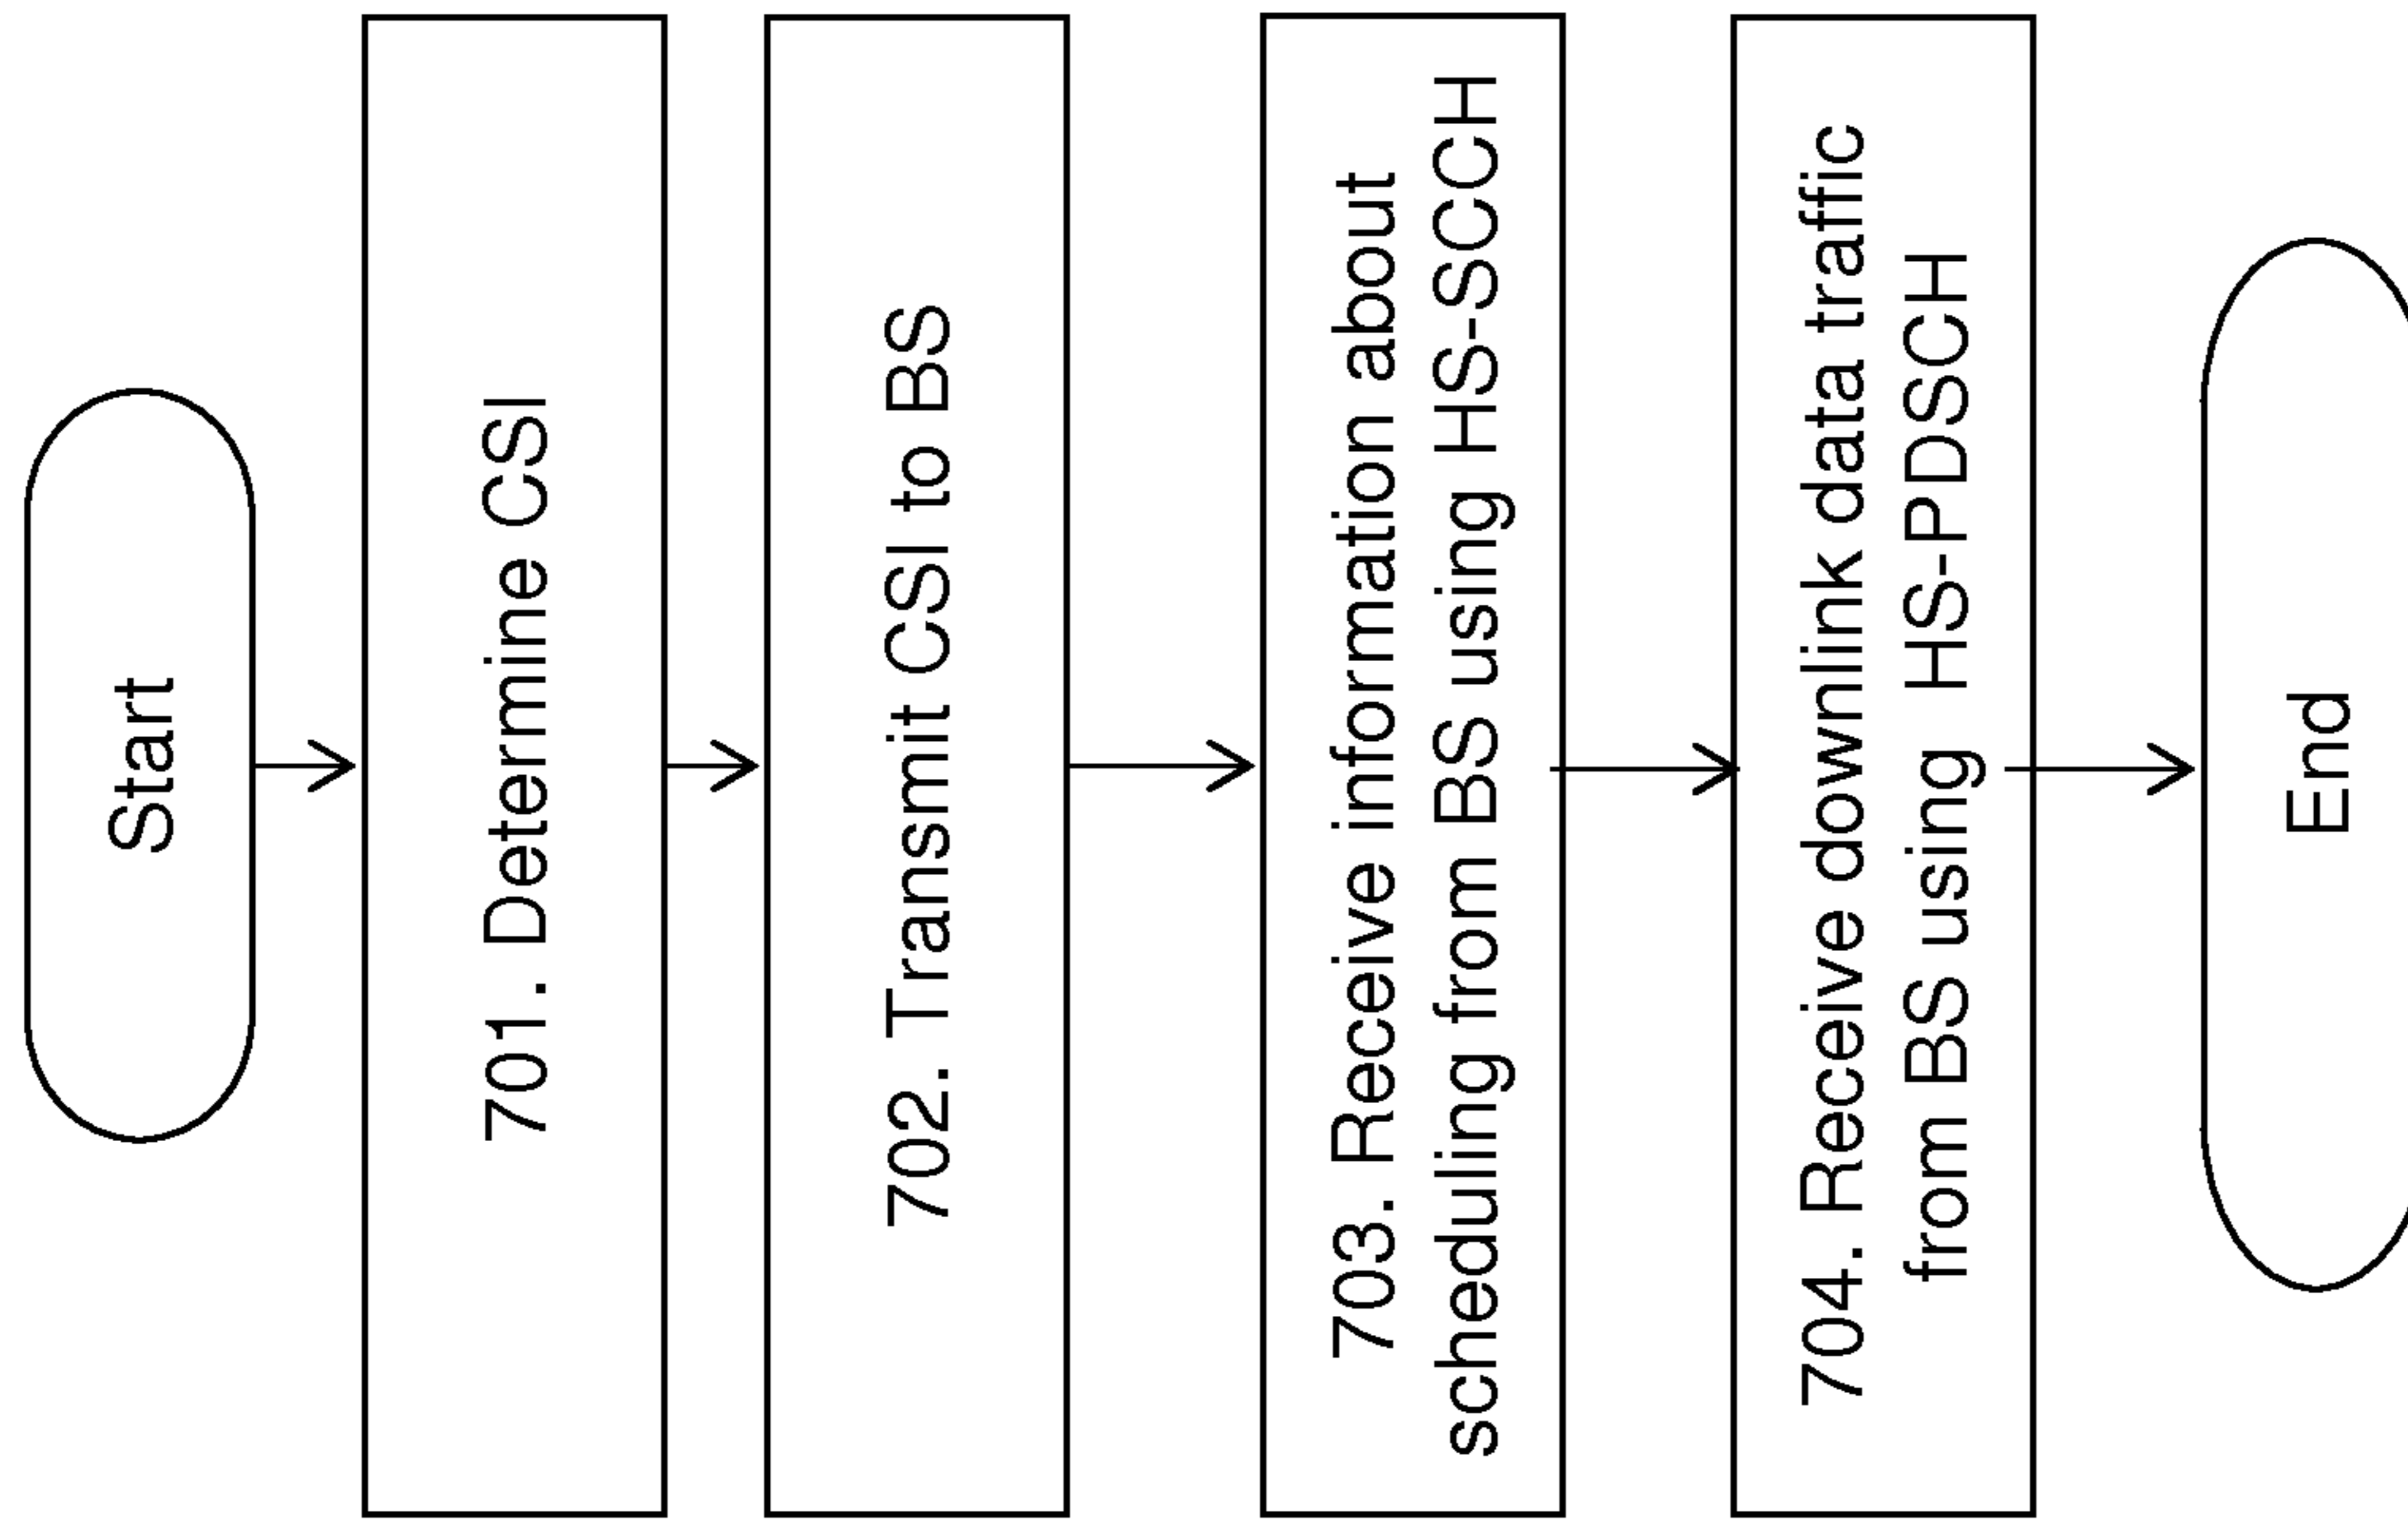 Start
701. Determine CSI
702. Transmit CSI to BS
703. Receive information about
scheduling from BS using HS-SCCH
704. Receive downlink data traffic
from BS using HS-PDSCH
End